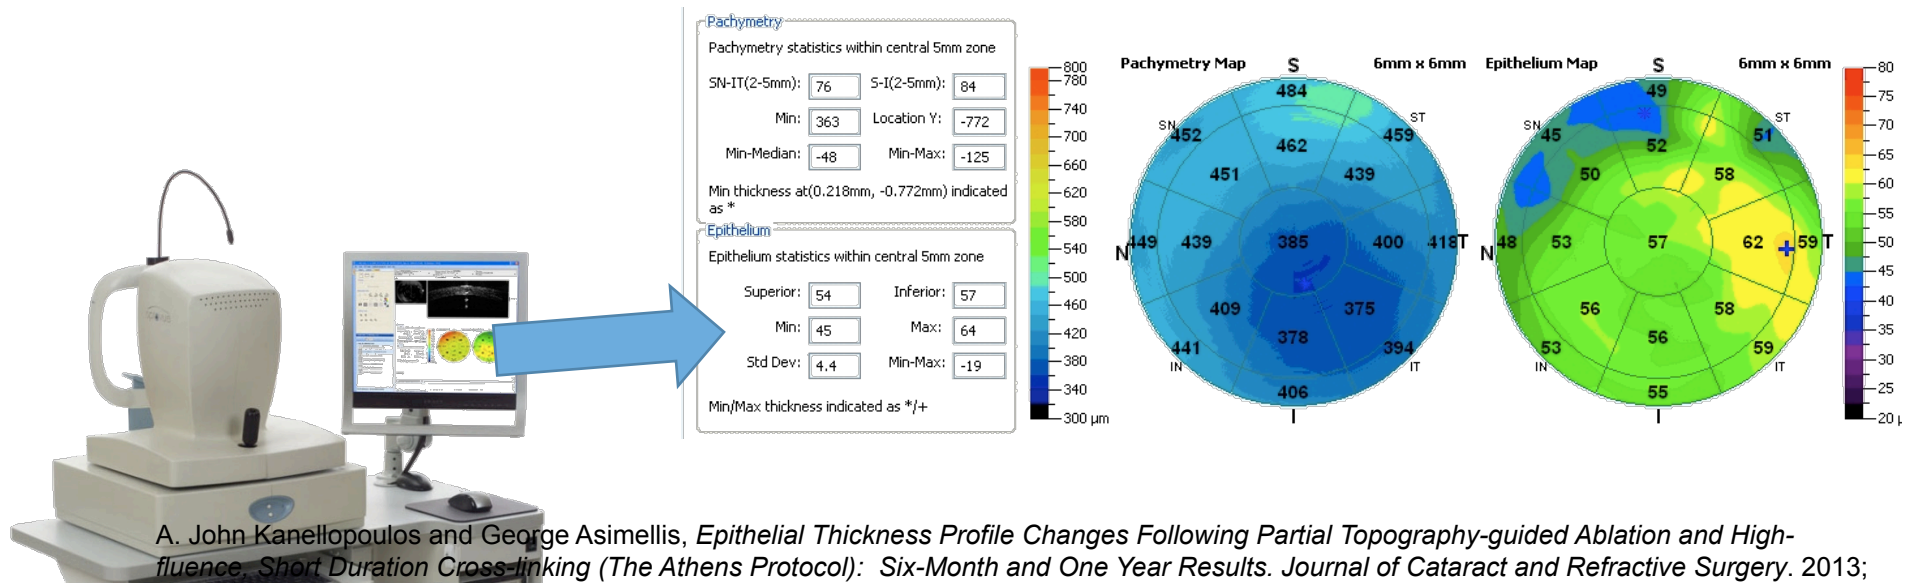 Pachymetry
Pachymetry statistics within central 5mm zone
SN-IT(2-5mm): 76 S-I(2-5mm): 84
Min: 363 Location Y: -772
Min-Median: -48 Min-Max: -125
Min thickness at(0.218mm, -0.772mm) indicated
as *
Epithelium
Epithelium statistics within central 5mm zone
Superior: 54 Inferior: 57
Min: 45 Max: 64
Std Dev: 4.4 Min-Max: -19
Min/Max thickness indicated as */+
800
780
740
700
660
620
580
540
500
460
420
380
340
300 µm
Pachymetry Map S 6mm x 6mm
484
SN 452 459 ST
462
451 439
N 449 439 385 400 418 T
409 375
378
441 394
IN IT
406
I
Epithelium Map S 6mm x 6mm
49
SN 45 51 ST
52
50 58
N 48 53 57 62 59 T
56 58
56
53 59
IN IT
55
I
80
75
70
65
60
55
50
45
40
35
30
25
20 µ
A. John Kanellopoulos and George Asimellis, Epithelial Thickness Profile Changes Following Partial Topography-guided Ablation and High-
fluence, Short Duration Cross-linking (The Athens Protocol): Six-Month and One Year Results. Journal of Cataract and Refractive Surgery. 2013;